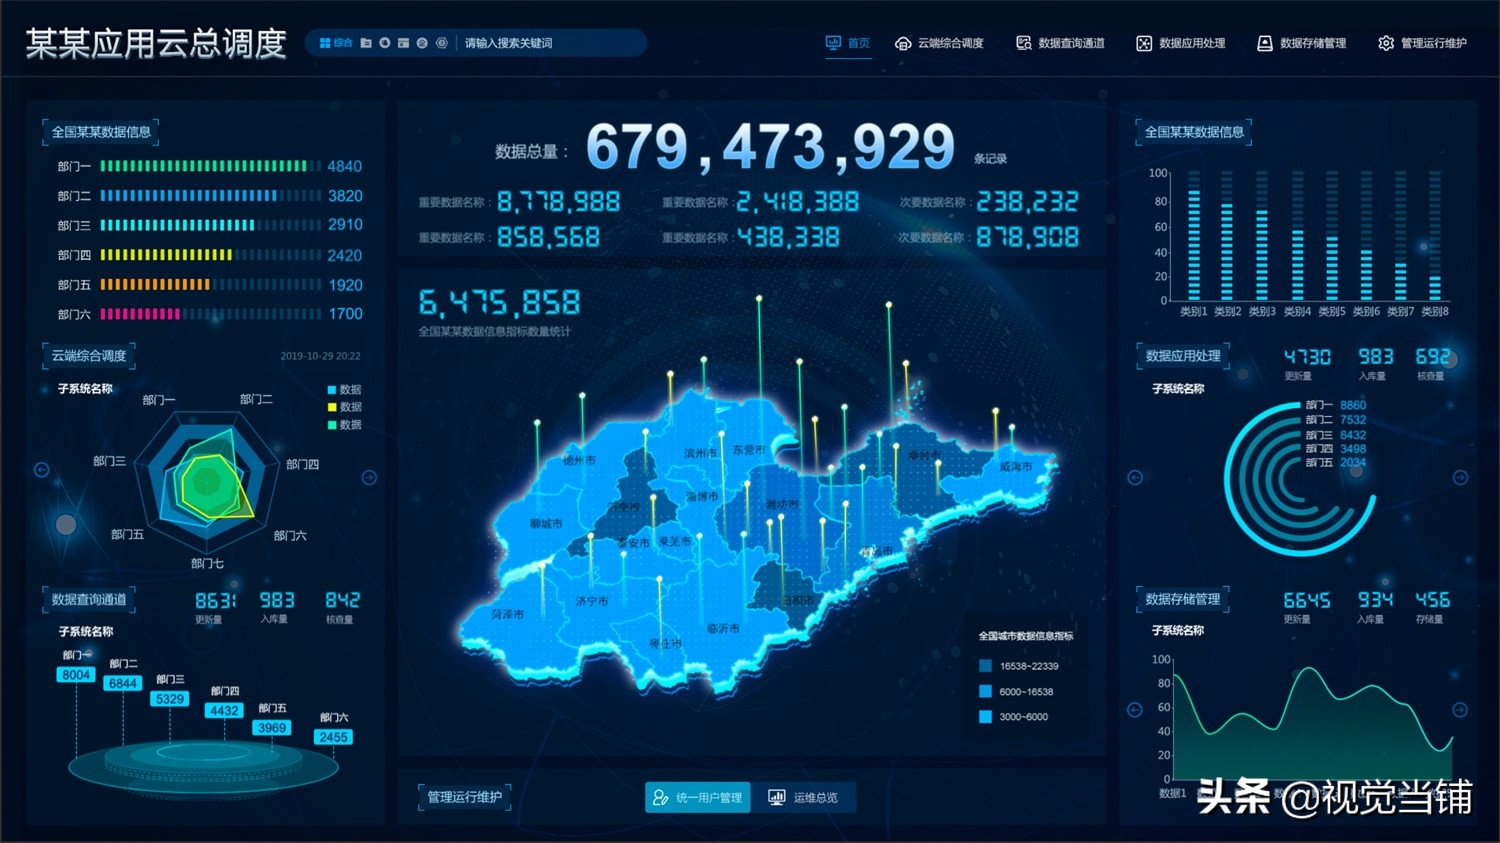 某某应用云总调度
综合
请输入搜索关键词
首页
云端综合调度
数据查询通道
数据应用处理
数据存储管理
管理运行维护
全国某某数据信息
部门一 4840
部门二 3820
部门三 2910
部门四 2420
部门五 1920
部门六 1700
云端综合调度
2019-10-29 20:22
子系统名称
数据
数据
数据
部门一
部门二
部门三
部门四
部门五
部门六
部门七
数据查询通道
8631 983 842
更新量 入库量 核查量
子系统名称
部门一
8004
部门二
6844
部门三
5329
部门四
4432
部门五
3969
部门六
2455
数据总量： 679,473,929 条记录
重要数据名称： 8,778,988
重要数据名称： 2,418,388
次要数据名称： 238,232
重要数据名称： 858,568
重要数据名称： 438,338
次要数据名称： 878,908
6,475,858
全国某某数据信息指标数量统计
德州市
滨州市
东营市
烟台市
威海市
聊城市
济南市
淄博市
潍坊市
泰安市
莱芜市
青岛市
菏泽市
济宁市
日照市
临沂市
枣庄市
全国城市数据信息指标
16538~22339
6000~16538
3000~6000
管理运行维护
统一用户管理
运维总览
全国某某数据信息
100
80
60
40
20
0
类别1 类别2 类别3 类别4 类别5 类别6 类别7 类别8
数据应用处理
4730 983 692
更新量 入库量 核查量
子系统名称
部门一 8860
部门二 7532
部门三 6432
部门四 3498
部门五 2034
数据存储管理
6645 934 456
更新量 入库量 存储量
子系统名称
100
80
60
40
20
0
数据1
头条 @视觉当铺